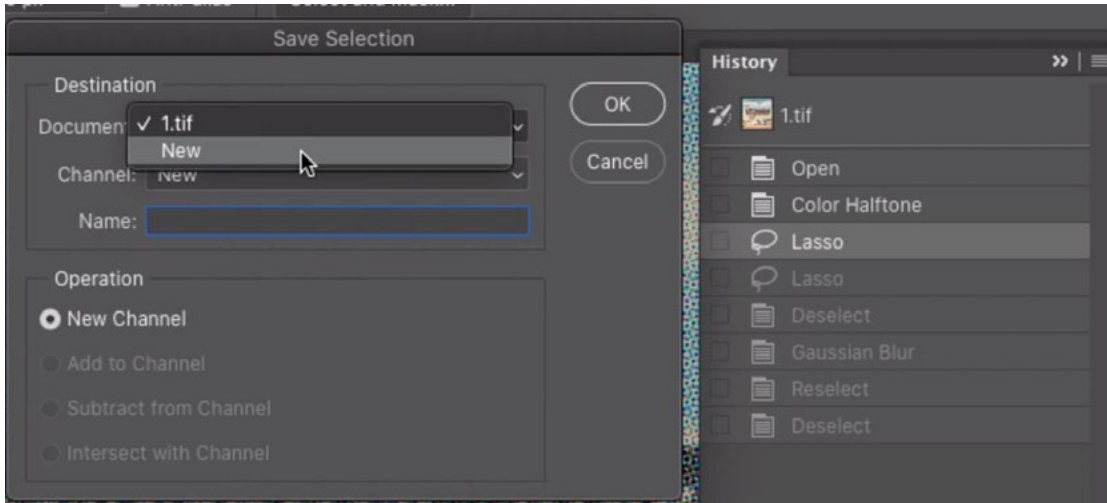 Save Selection
Destination
Document
✓ 1.tif
New
Channel: New
Name:
OK
Cancel
Operation
New Channel
Add to Channel
Subtract from Channel
Intersect with Channel
History
1.tif
Open
Color Halftone
Lasso
Lasso
Deselect
Gaussian Blur
Reselect
Deselect